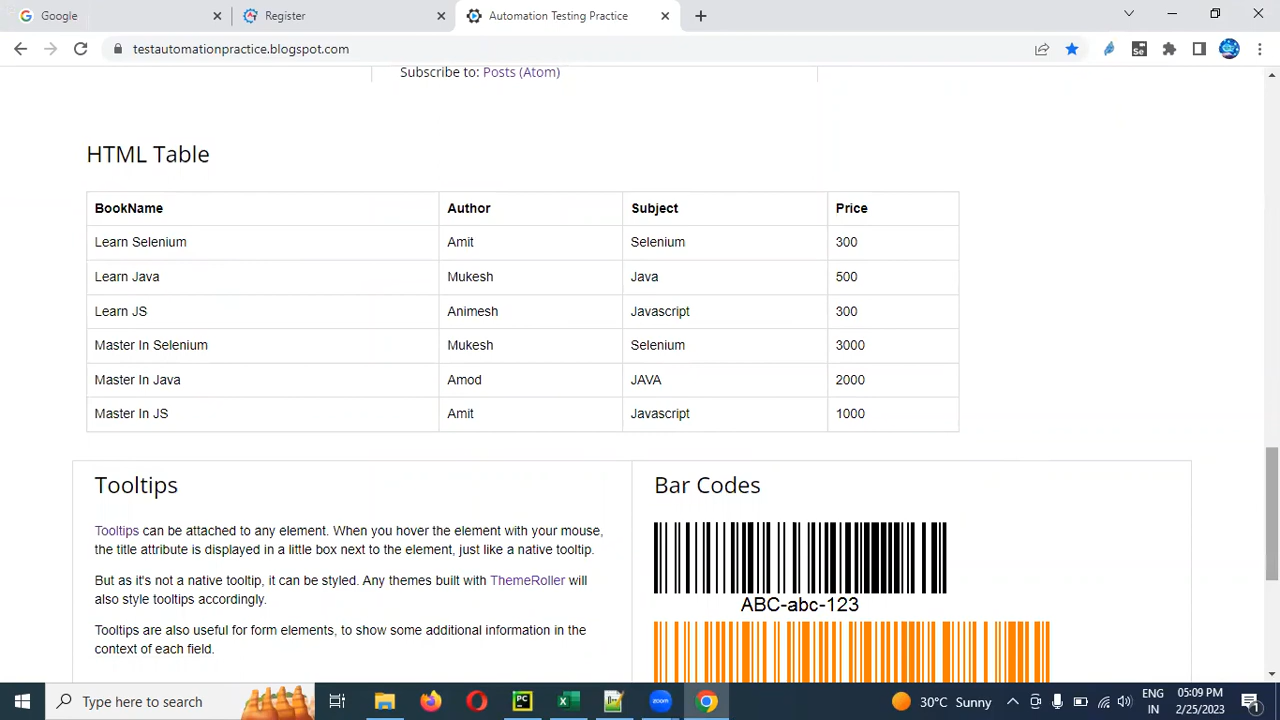 Google
Register
Automation Testing Practice
testautomationpractice.blogspot.com
Subscribe to: Posts (Atom)
HTML Table
BookName Author Subject Price
Learn Selenium Amit Selenium 300
Learn Java Mukesh Java 500
Learn JS Animesh Javascript 300
Master In Selenium Mukesh Selenium 3000
Master In Java Amod JAVA 2000
Master In JS Amit Javascript 1000
Tooltips
Tooltips can be attached to any element. When you hover the element with your mouse,
the title attribute is displayed in a little box next to the element, just like a native tooltip.
But as it's not a native tooltip, it can be styled. Any themes built with ThemeRoller will
also style tooltips accordingly.
Tooltips are also useful for form elements, to show some additional information in the
context of each field.
Bar Codes
ABC-abc-123
Type here to search
PC
zoom
30°C Sunny
ENG
IN
05:09 PM
2/25/2023
1